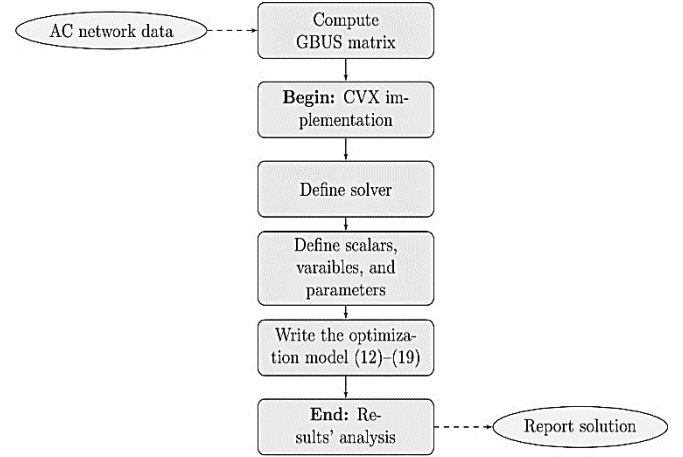 AC network data
Compute
GBUS matrix
Begin: CVX im-
plementation
Define solver
Define scalars,
varaibles, and
parameters
Write the optimiza-
tion model (12)–(19)
End: Re-
sults' analysis
Report solution